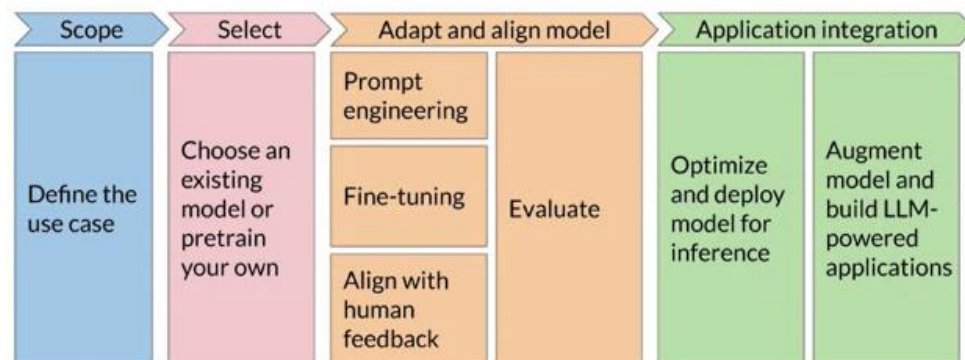 Scope
Select
Adapt and align model
Application integration
Define the
use case
Choose an
existing
model or
pretrain
your own
Prompt
engineering
Fine-tuning
Align with
human
feedback
Evaluate
Optimize
and deploy
model for
inference
Augment
model and
build LLM-
powered
applications